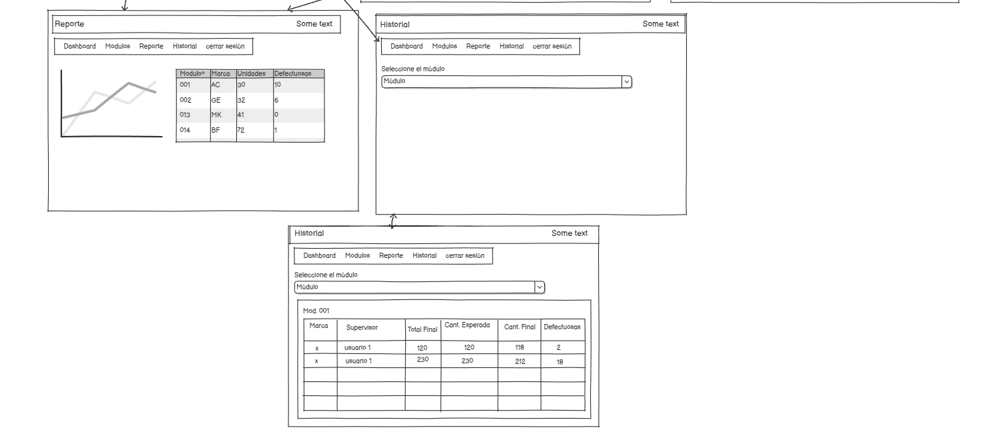 Reporte Some text
Dashboard Modulos Reporte Historial cerrar sesión
Modulo^ Marca Unidades Defectuosas
001 AC 30 10
002 GE 32 6
013 MK 41 0
014 BF 72 1
Historial Some text
Dashboard Modulos Reporte Historial cerrar sesión
Seleccione el módulo
Módulo
Historial Some text
Dashboard Modulos Reporte Historial cerrar sesión
Seleccione el módulo
Módulo
Mod. 001
Marca Supervisor Total Final Cant. Esperada Cant. Final Defectuosas
x usuario 1 120 120 118 2
x usuario 1 230 230 212 18